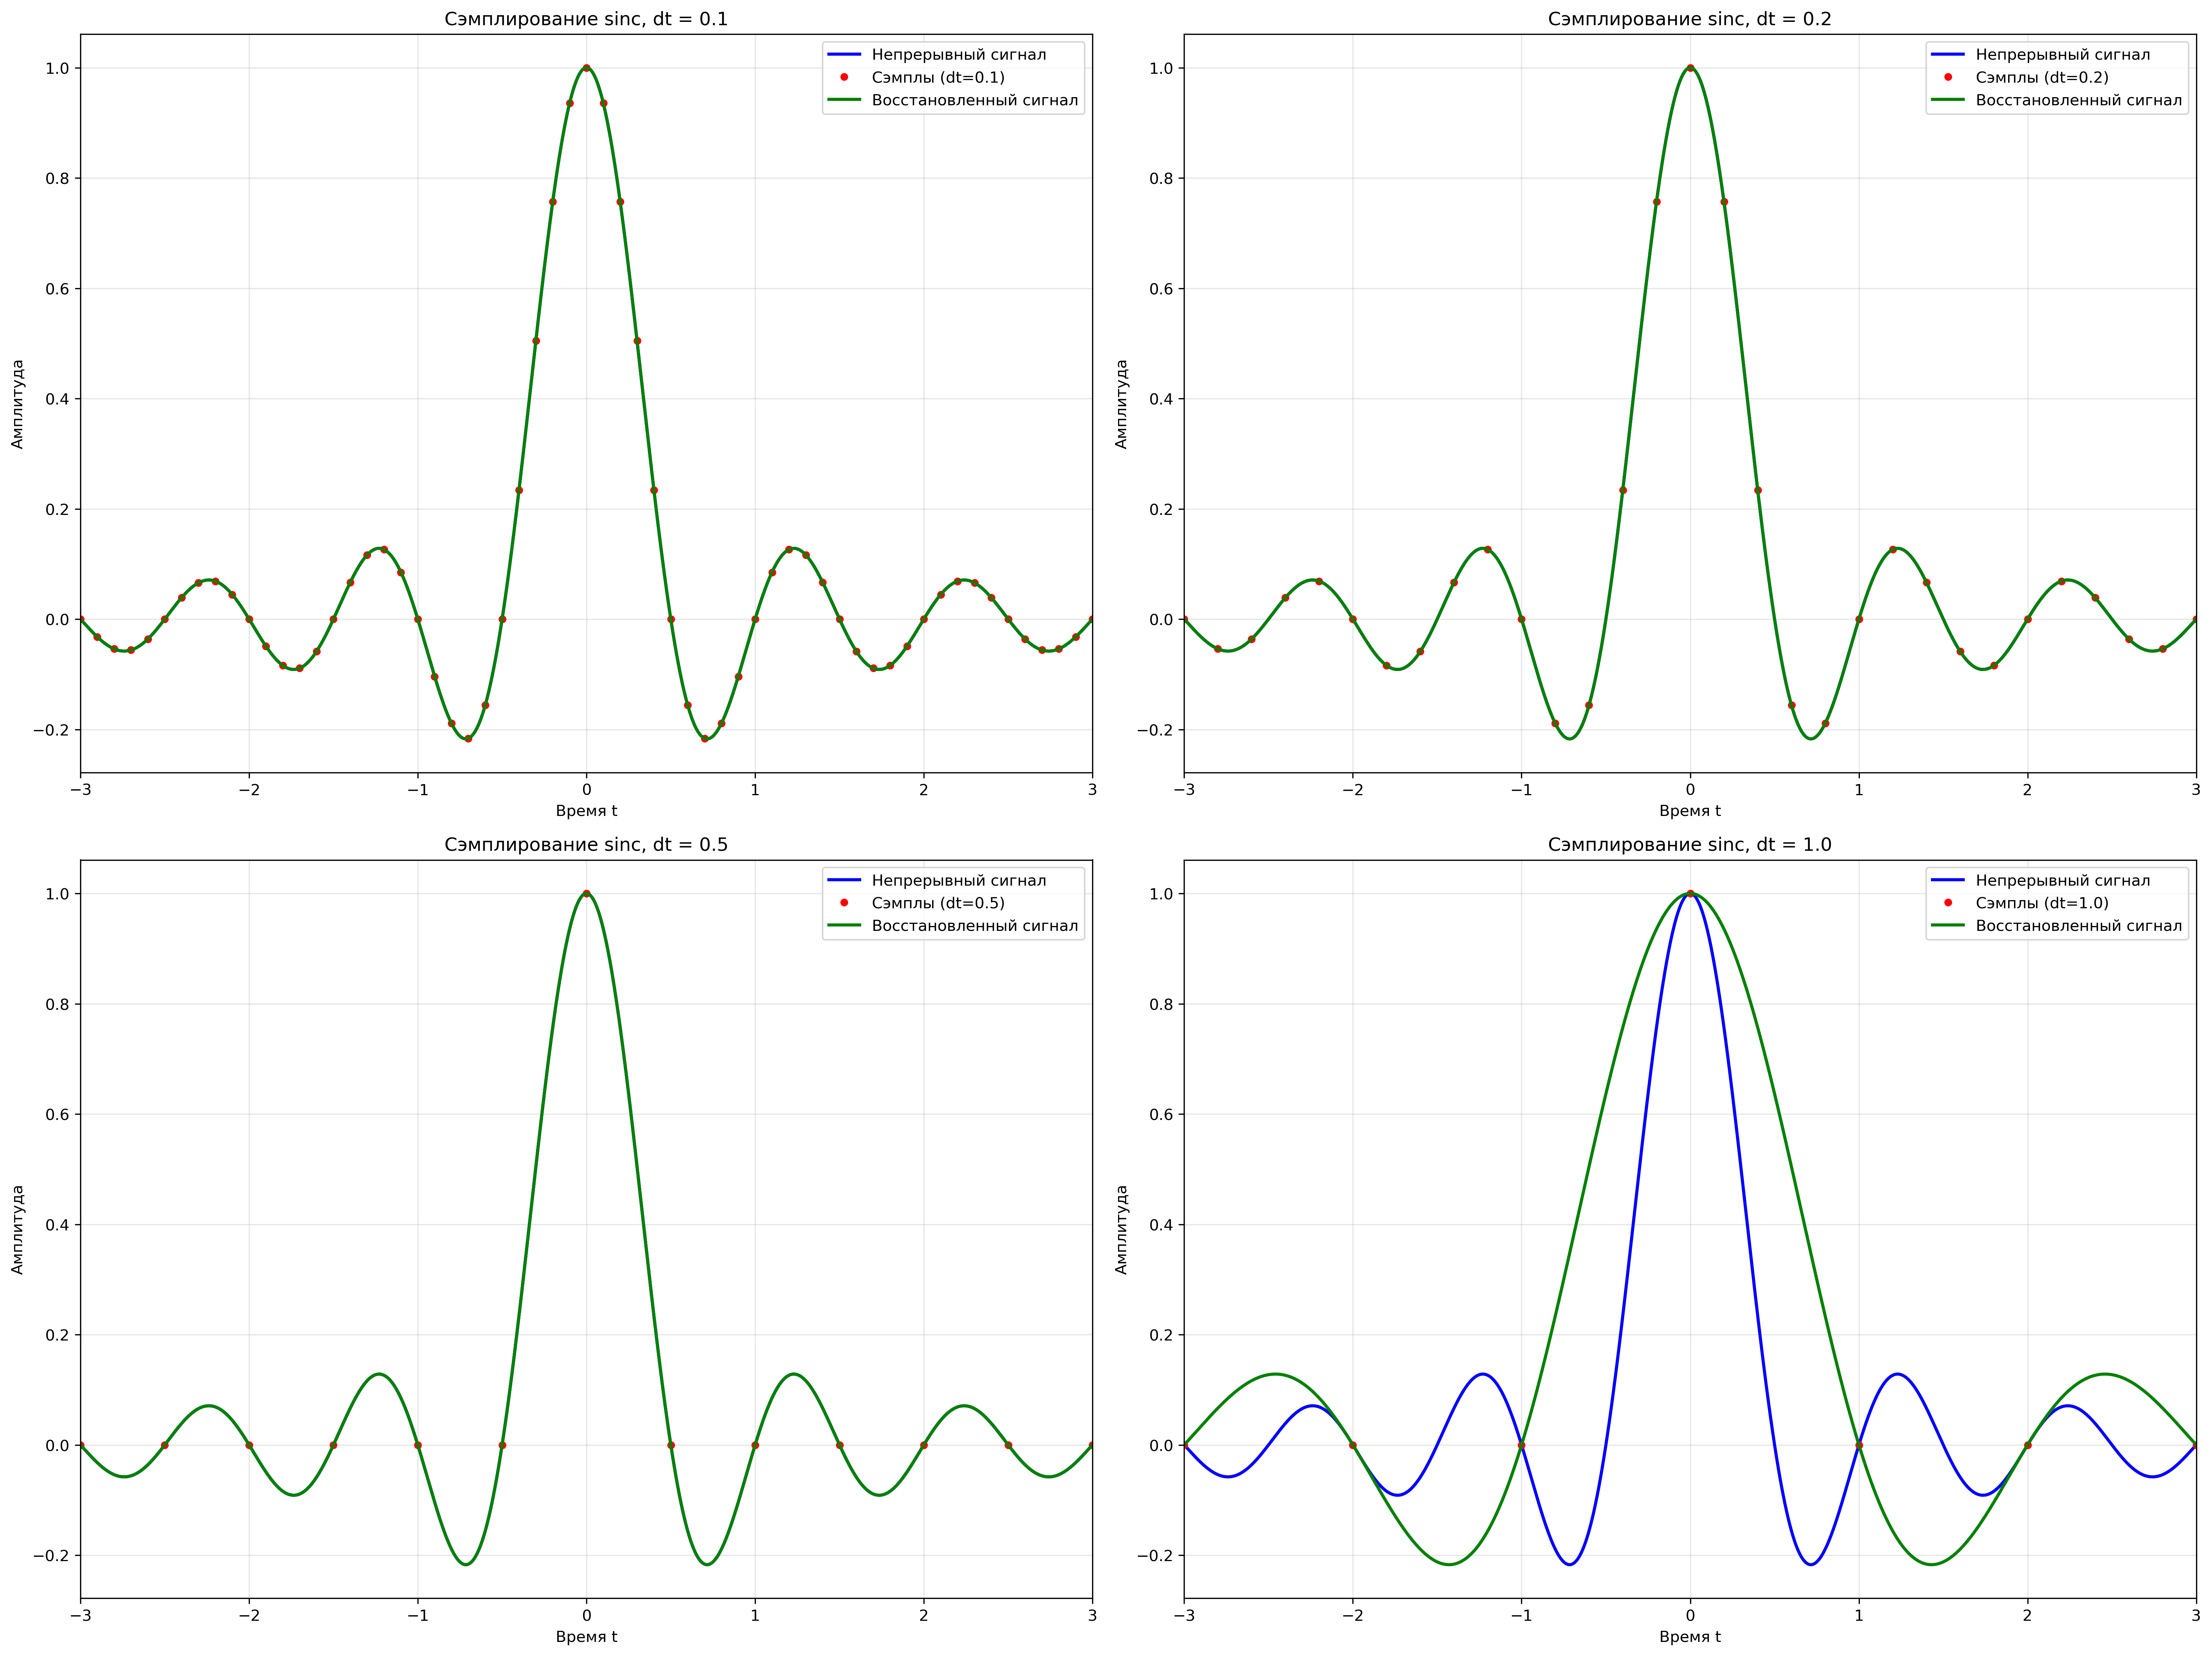 Сэмплирование sinc, dt = 0.1
Непрерывный сигнал
Сэмплы (dt=0.1)
Восстановленный сигнал
1.0
0.8
0.6
0.4
0.2
0.0
−0.2
Амплитуда
−3 −2 −1 0 1 2 3
Время t
Сэмплирование sinc, dt = 0.2
Непрерывный сигнал
Сэмплы (dt=0.2)
Восстановленный сигнал
1.0
0.8
0.6
0.4
0.2
0.0
−0.2
Амплитуда
−3 −2 −1 0 1 2 3
Время t
Сэмплирование sinc, dt = 0.5
Непрерывный сигнал
Сэмплы (dt=0.5)
Восстановленный сигнал
1.0
0.8
0.6
0.4
0.2
0.0
−0.2
Амплитуда
−3 −2 −1 0 1 2 3
Время t
Сэмплирование sinc, dt = 1.0
Непрерывный сигнал
Сэмплы (dt=1.0)
Восстановленный сигнал
1.0
0.8
0.6
0.4
0.2
0.0
−0.2
Амплитуда
−3 −2 −1 0 1 2 3
Время t